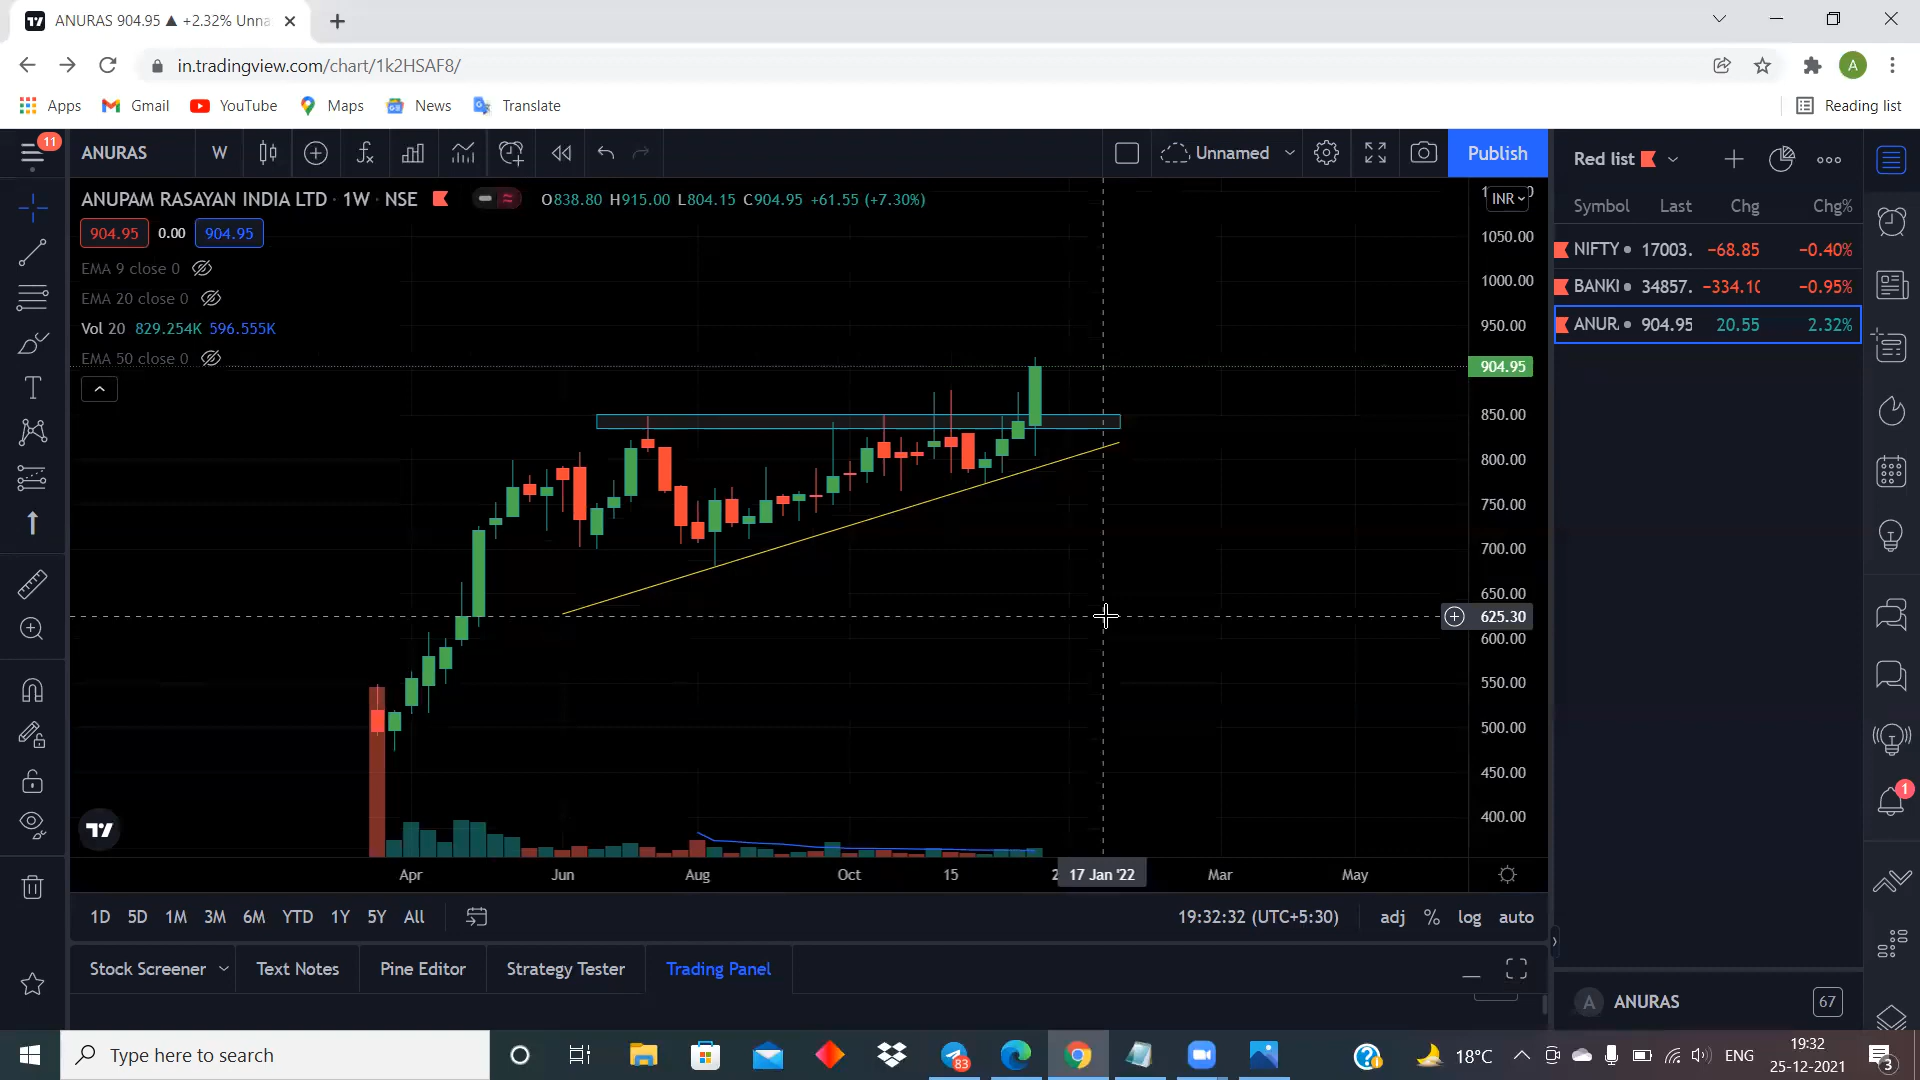 ANURAS 904.95 ▲ +2.32% Unna
in.tradingview.com/chart/1k2HSAF8/
A
Apps Gmail YouTube Maps News Translate Reading list
11
ANURAS W Unnamed Publish
Red list
ANUPAM RASAYAN INDIA LTD · 1W · NSE O838.80 H915.00 L804.15 C904.95 +61.55 (+7.30%)
INR
Symbol Last Chg Chg%
904.95 0.00 904.95
NIFTY 17003. −68.85 −0.40%
BANKI 34857. −334.10 −0.95%
ANUR. 904.95 20.55 2.32%
EMA 9 close 0
EMA 20 close 0
Vol 20 829.254K 596.555K
EMA 50 close 0
1050.00
1000.00
950.00
904.95
850.00
800.00
750.00
700.00
650.00
625.30
600.00
550.00
500.00
450.00
400.00
1
Apr Jun Aug Oct 15 17 Jan '22 Mar May
1D 5D 1M 3M 6M YTD 1Y 5Y All 19:32:32 (UTC+5:30) adj % log auto
Stock Screener Text Notes Pine Editor Strategy Tester Trading Panel
A ANURAS 67
Type here to search
83
18°C ENG
19:32
25-12-2021
3